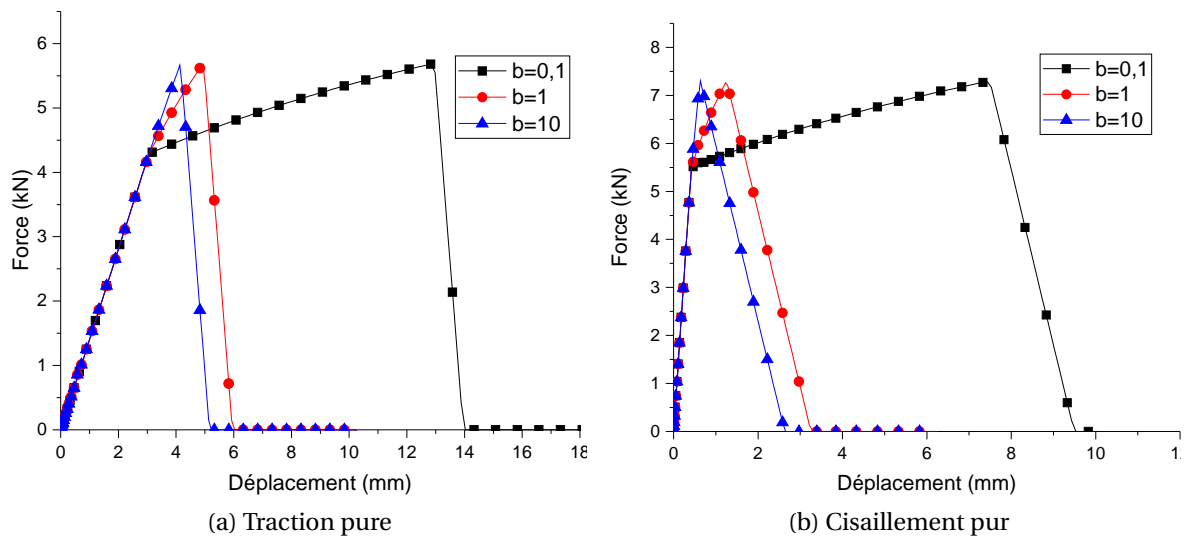 6
5
4
3
2
1
0
Force (kN)
0 2 4 6 8 10 12 14 16 18
Déplacement (mm)
b=0,1
b=1
b=10
(a) Traction pure
8
7
6
5
4
3
2
1
0
Force (kN)
0 2 4 6 8 10 12
Déplacement (mm)
b=0,1
b=1
b=10
(b) Cisaillement pur